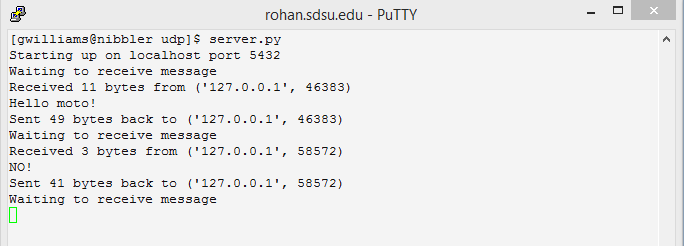 rohan.sdsu.edu - PuTTY
[gwilliams@nibbler udp]$ server.py
Starting up on localhost port 5432
Waiting to receive message
Received 11 bytes from ('127.0.0.1', 46383)
Hello moto!
Sent 49 bytes back to ('127.0.0.1', 46383)
Waiting to receive message
Received 3 bytes from ('127.0.0.1', 58572)
NO!
Sent 41 bytes back to ('127.0.0.1', 58572)
Waiting to receive message